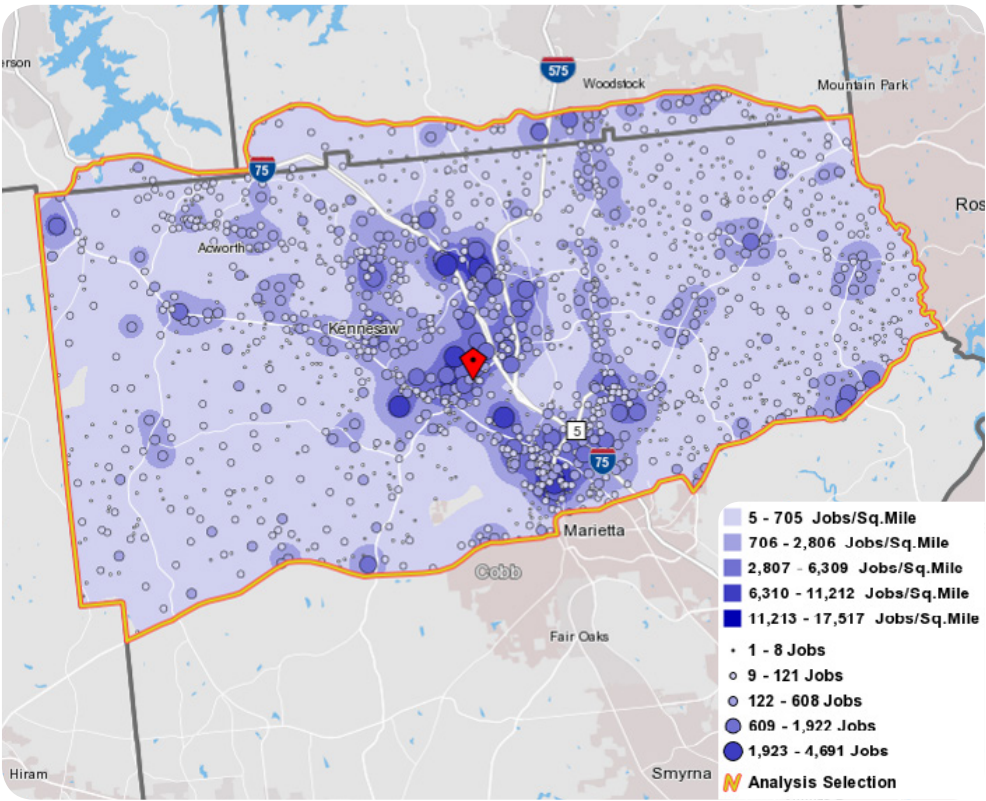 575
erson
Woodstock
Mountain Park
75
Ros
Acworth
Kennesaw
5
75
Marietta
Cobb
Fair Oaks
Hiram
Smyrna
5 - 705 Jobs/Sq.Mile
706 - 2,806 Jobs/Sq.Mile
2,807 - 6,309 Jobs/Sq.Mile
6,310 - 11,212 Jobs/Sq.Mile
11,213 - 17,517 Jobs/Sq.Mile
1 - 8 Jobs
9 - 121 Jobs
122 - 608 Jobs
609 - 1,922 Jobs
1,923 - 4,691 Jobs
Analysis Selection